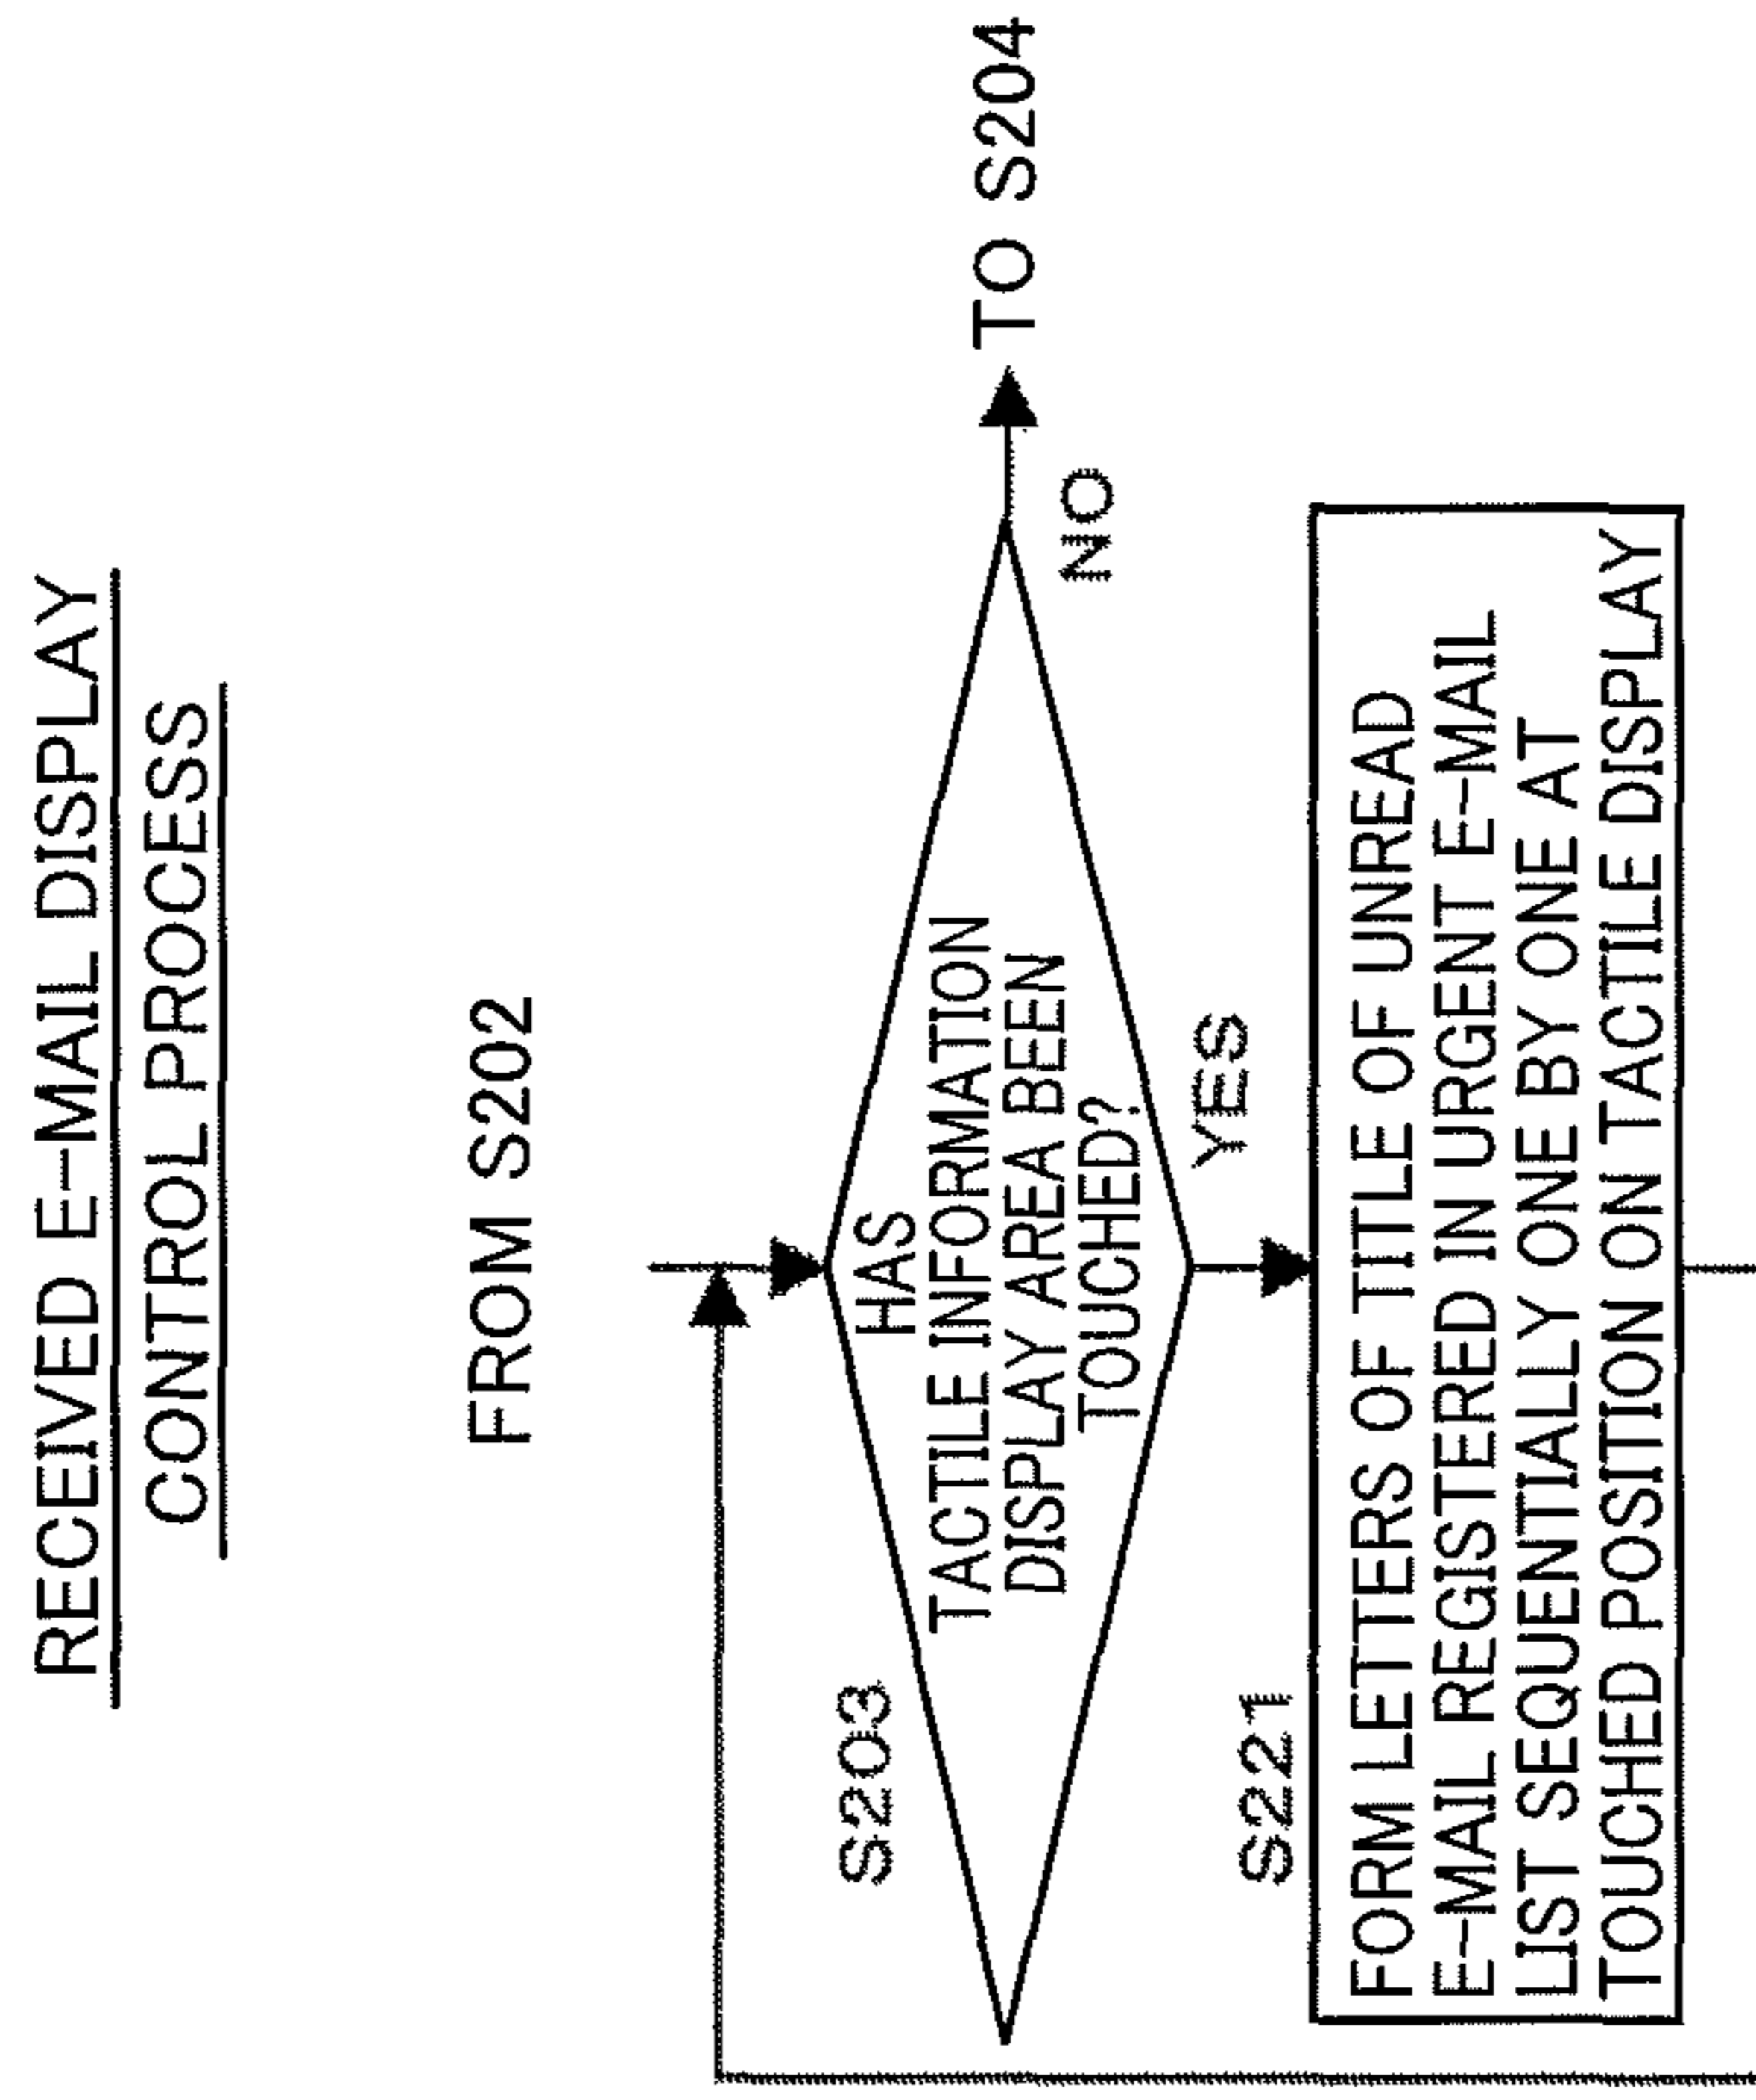 RECEIVED E-MAIL DISPLAY
CONTROL PROCESS
FROM S202
S203
HAS
TACTILE INFORMATION
DISPLAY AREA BEEN
TOUCHED?
NO
TO S204
YES
S221
FORM LETTERS OF TITLE OF UNREAD
E-MAIL REGISTERED IN URGENT E-MAIL
LIST SEQUENTIALLY ONE BY ONE AT
TOUCHED POSITION ON TACTILE DISPLAY